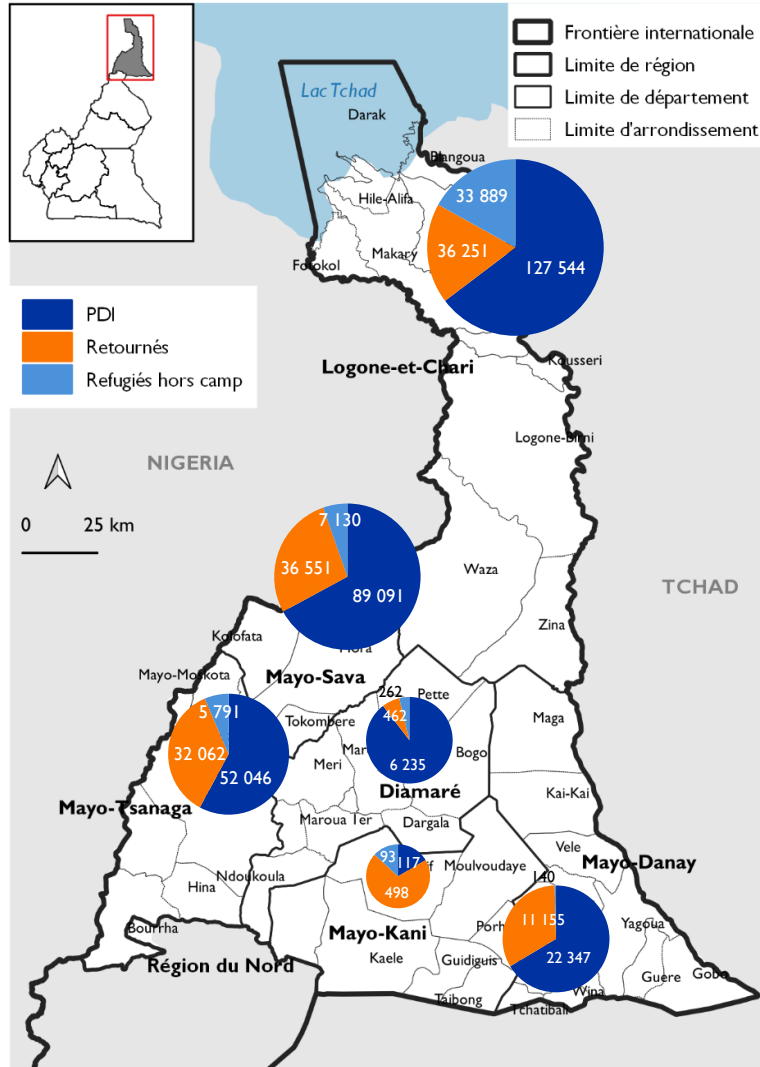 Frontière internationale
Limite de région
Limite de département
Limite d'arrondissement
Lac Tchad
Darak
Blangoua
33 889
Hile-Alifa
36 251
Makary
127 544
Fotokol
PDI
Retournés
Refugiés hors camp
Logone-et-Chari
Kousseri
Logone-Birni
NIGERIA
0 25 km
7 130
36 551
89 091
Waza
TCHAD
Zina
Kolofata
Mora
Mayo-Moskota
Mayo-Sava
262
Pette
5 791
462
Tokombere
Maga
32 062
Mar
Bogo
Meri
6 235
52 046
Diamaré
Kai-Kai
Mayo-Tsanaga
Maroua Ter
Dargala
Vele
93
117
Moulvoudaye
Mayo-Danay
Ndoukoula
140
Hina
498
11 155
Bourrha
Mayo-Kani
Porh
Yagoua
Kaele
Guidiguis
22 347
Région du Nord
Guere
Gobo
Wina
Taibong
Tchatibali